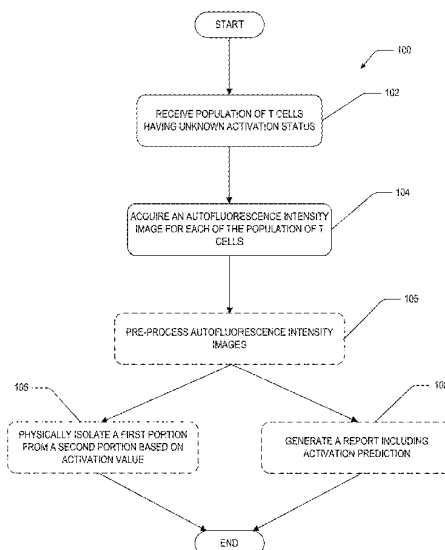 START
100
RECEIVE POPULATION OF T CELLS
HAVING UNKNOWN ACTIVATION STATUS
102
ACQUIRE AN AUTOFLUORESCENCE INTENSITY
IMAGE FOR EACH OF THE POPULATION OF T
CELLS
104
PRE-PROCESS AUTOFLUORESCENCE INTENSITY
IMAGES
PHYSICALLY ISOLATE A FIRST PORTION
FROM A SECOND PORTION BASED ON
ACTIVATION VALUE
GENERATE A REPORT INCLUDING
ACTIVATION PREDICTION
END